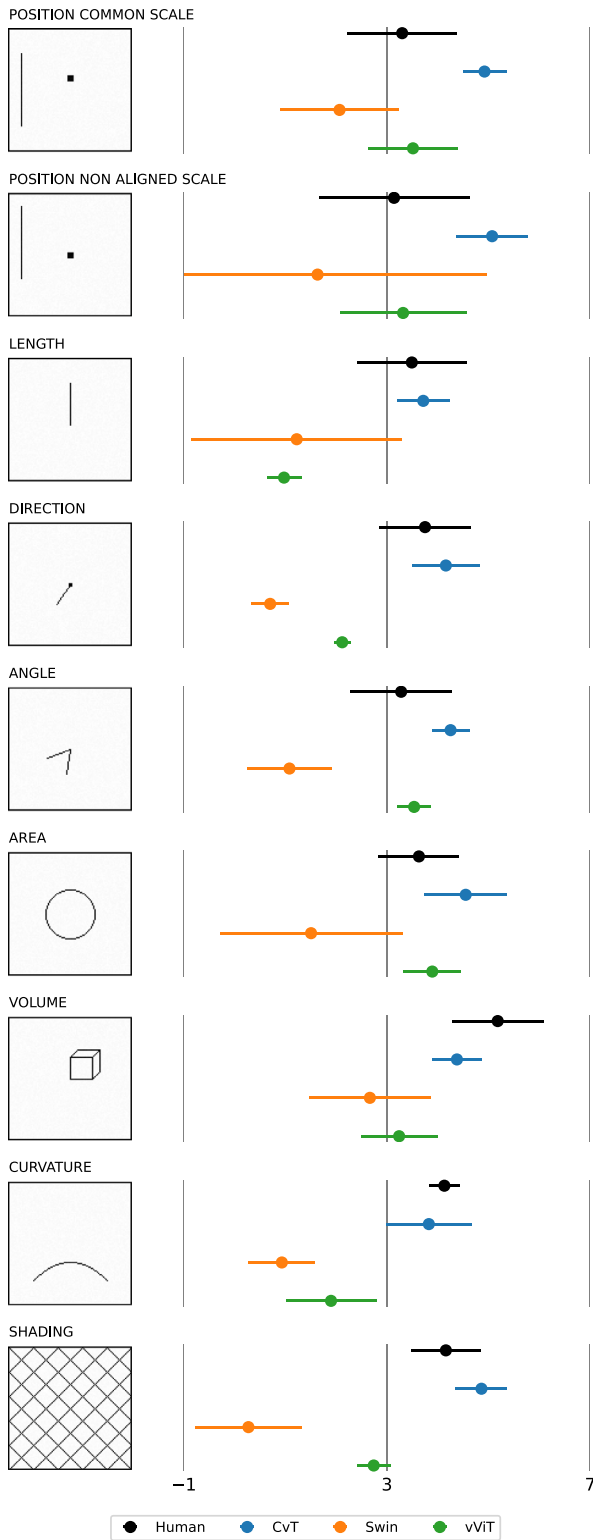 POSITION COMMON SCALE
POSITION NON ALIGNED SCALE
LENGTH
DIRECTION
ANGLE
AREA
VOLUME
CURVATURE
SHADING
−1 3 7
Human CvT Swin vViT